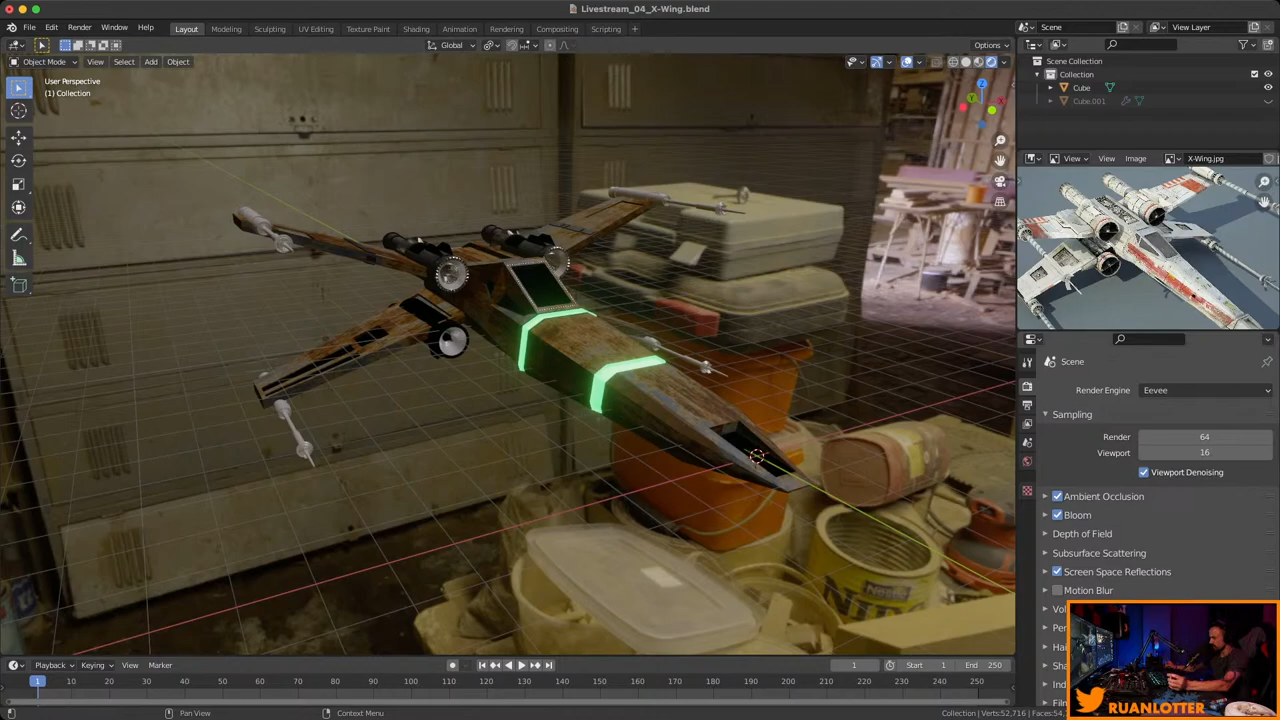 Livestream_04_X-Wing.blend
File Edit Render Window Help Layout Modeling Sculpting UV Editing Texture Paint Shading Animation Rendering Compositing Scripting + Scene View Layer
Global Options
Object Mode View Select Add Object
User Perspective
(1) Collection
Scene Collection
Collection
Cube
Cube.001
View View Image X-Wing.jpg
Scene
Render Engine Eevee
Sampling
Render 64
Viewport 16
Viewport Denoising
Ambient Occlusion
Bloom
Depth of Field
Subsurface Scattering
Screen Space Reflections
Motion Blur
RUANLOTTER
Playback Keying View Marker 1 Start 1 End 250
1 10 20 30 40 50 60 70 80 90 100 110 120 130 140 150 160 170 180 190 200 210 220 230 240 250
Pan View Context Menu Collection | Verts:52,716 |